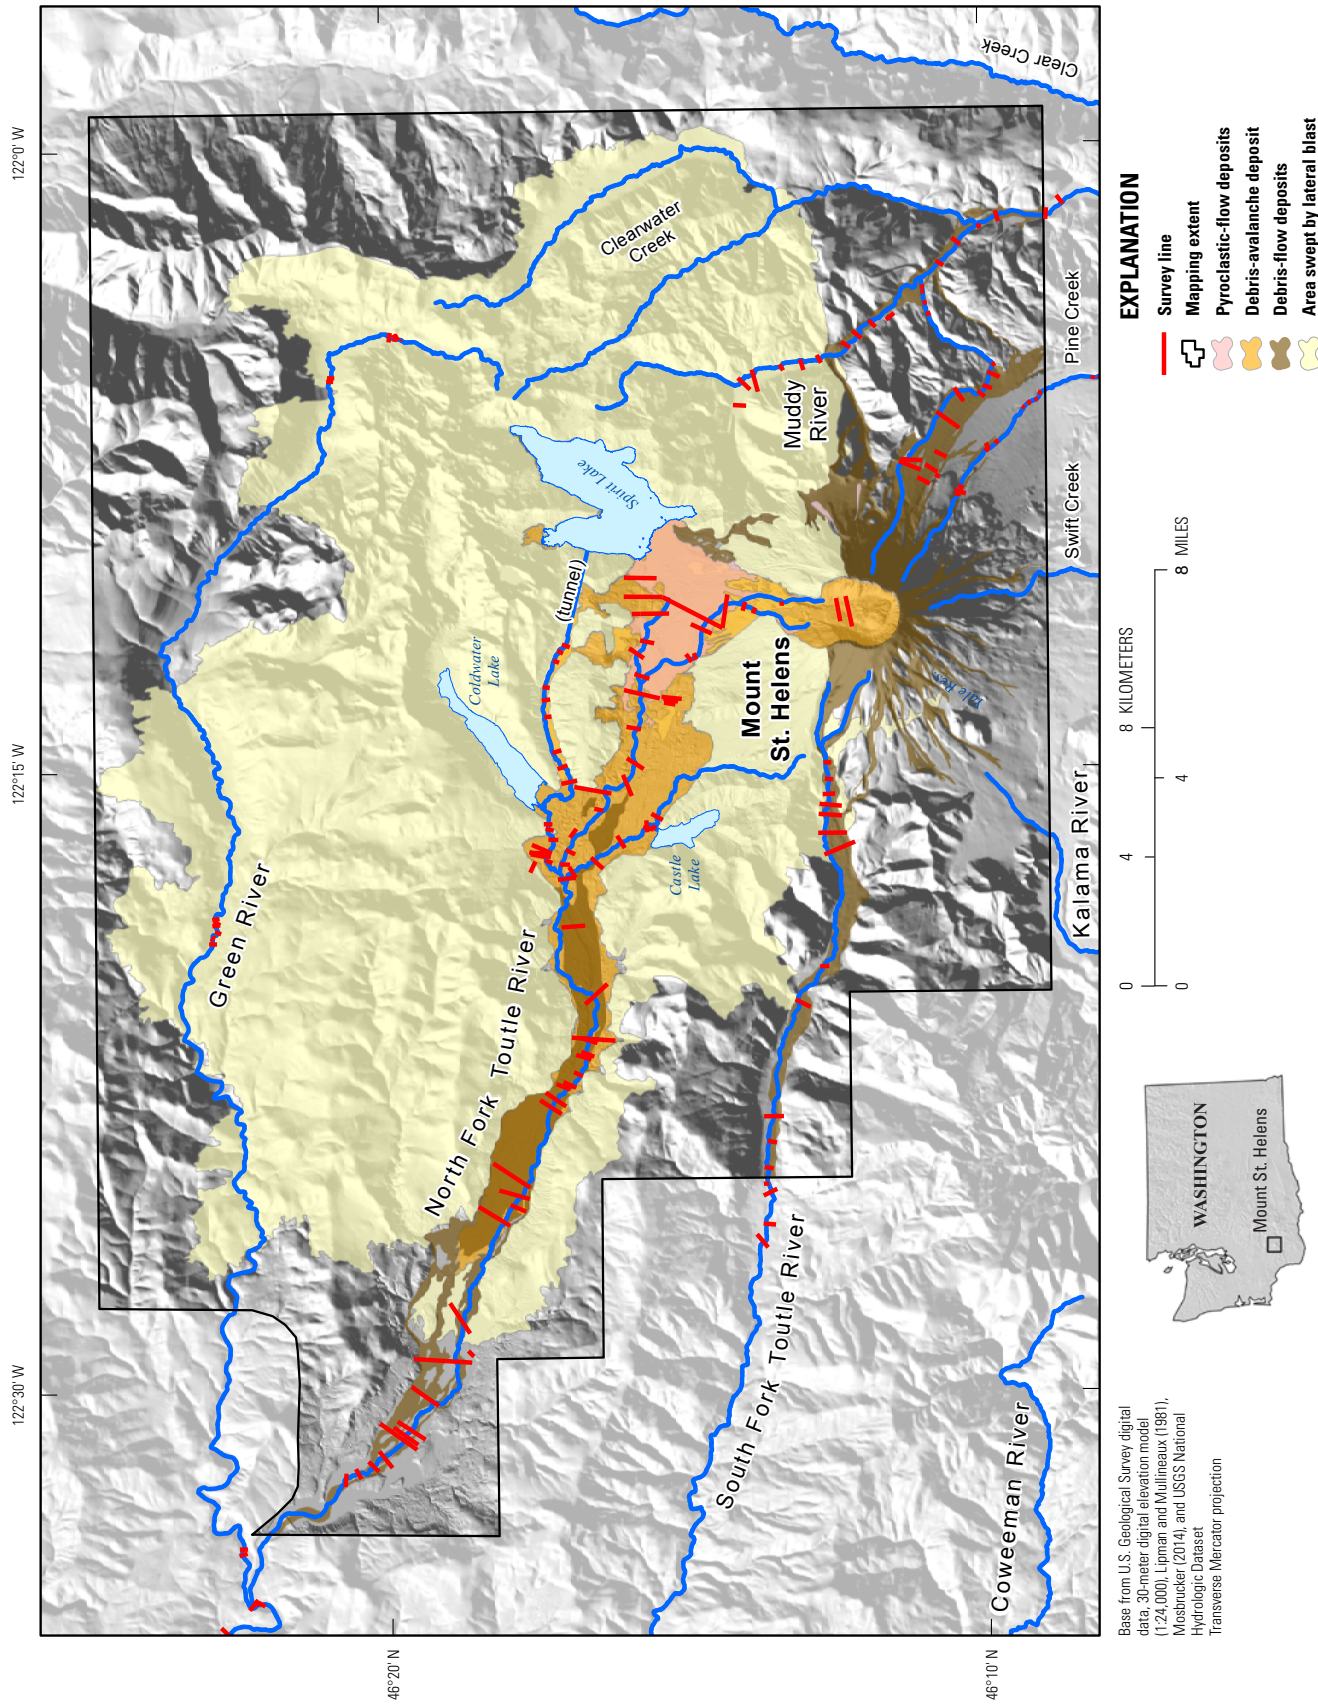 122°30' W
122°15' W
122°0' W
46°20' N
46°10' N
Green River
North Fork Toutle River
South Fork Toutle River
Coweeman River
Kalama River
Coldwater
Lake
Castle
Lake
(tunnel)
Spirit Lake
Clearwater
Creek
Clear Creek
Muddy
River
Mount
St. Helens
Yale Res.
Swift Creek
Pine Creek
Base from U.S. Geological Survey digital
data, 30-meter digital elevation model
(1:24,000), Lipman and Mullineaux (1981),
Mosbrucker (2014), and USGS National
Hydrologic Dataset
Transverse Mercator projection
WASHINGTON
Mount St. Helens
0 4 8 KILOMETERS
0 4 8 MILES
EXPLANATION
Survey line
Mapping extent
Pyroclastic-flow deposits
Debris-avalanche deposit
Debris-flow deposits
Area swept by lateral blast